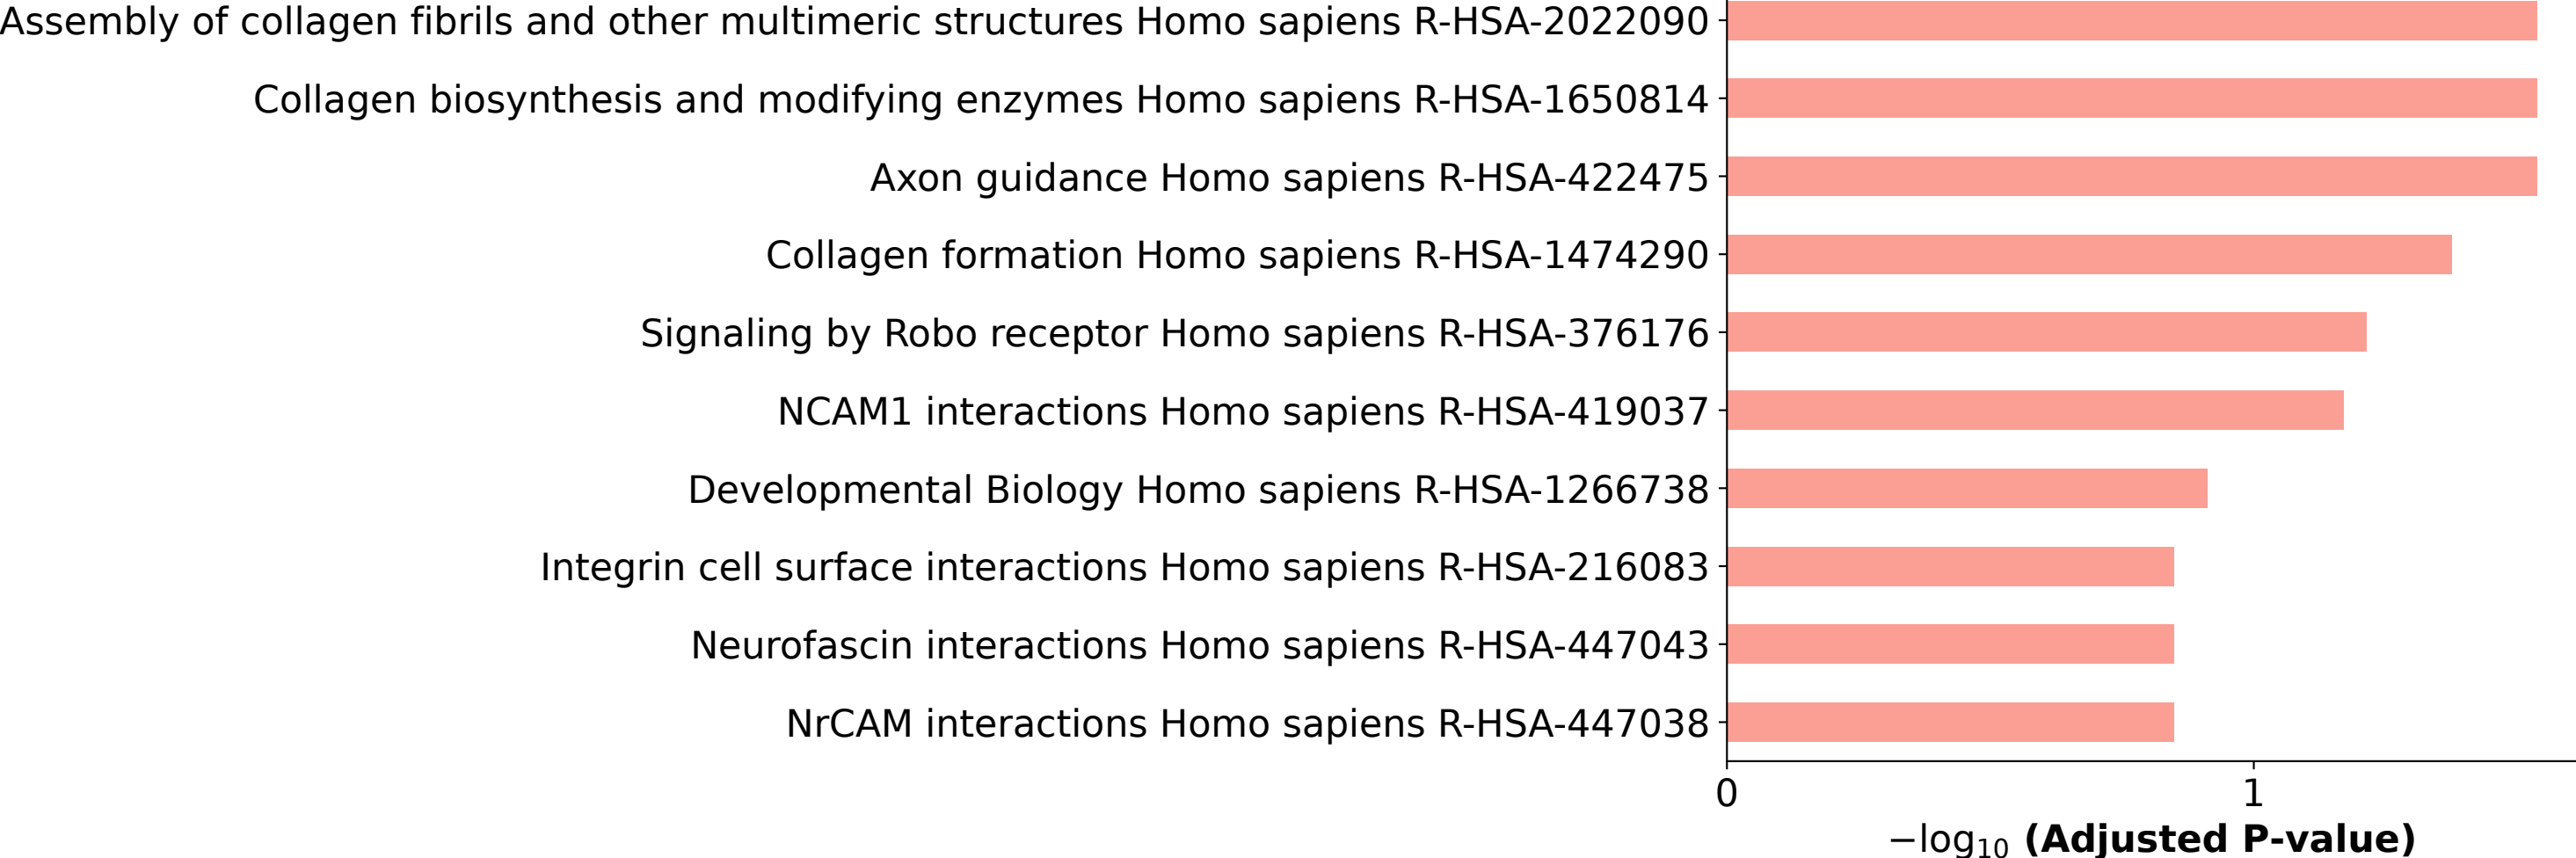 Assembly of collagen fibrils and other multimeric structures Homo sapiens R-HSA-2022090
Collagen biosynthesis and modifying enzymes Homo sapiens R-HSA-1650814
Axon guidance Homo sapiens R-HSA-422475
Collagen formation Homo sapiens R-HSA-1474290
Signaling by Robo receptor Homo sapiens R-HSA-376176
NCAM1 interactions Homo sapiens R-HSA-419037
Developmental Biology Homo sapiens R-HSA-1266738
Integrin cell surface interactions Homo sapiens R-HSA-216083
Neurofascin interactions Homo sapiens R-HSA-447043
NrCAM interactions Homo sapiens R-HSA-447038
0 1
−log₁₀ (Adjusted P-value)